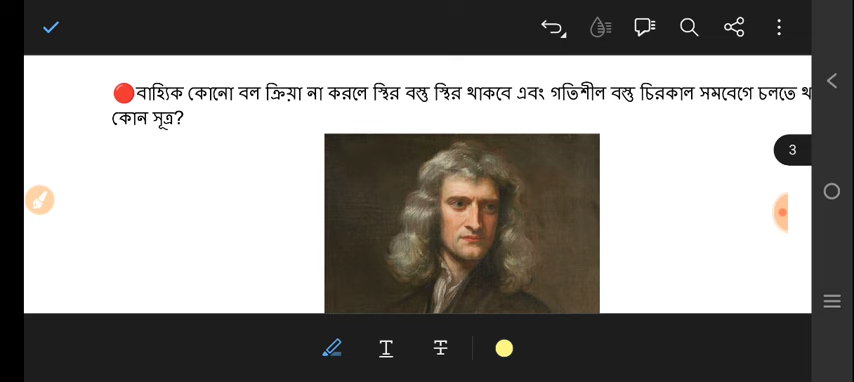 🔴বাহ্যিক কোনো বল ক্রিয়া না করলে স্থির বস্তু স্থির থাকবে এবং গতিশীল বস্তু চিরকাল সমবেগে চলতে
কোন সূত্র?
3
T
T